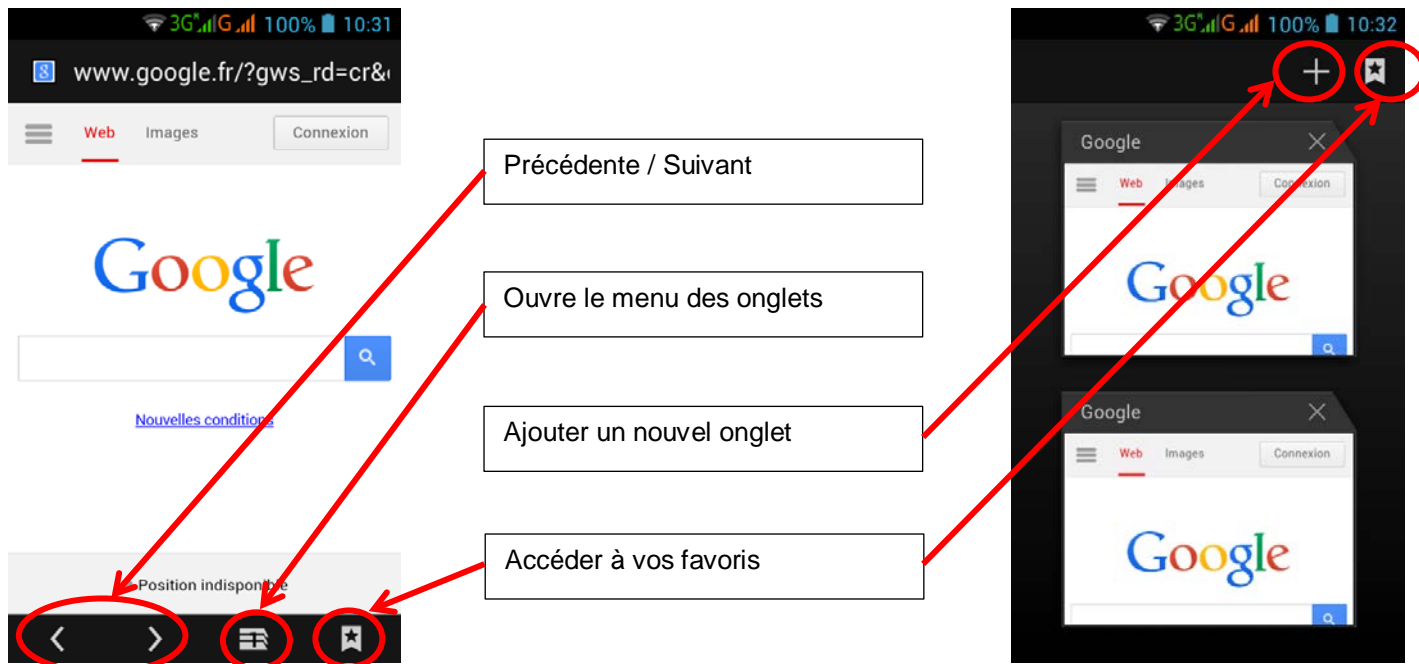 3G G 100% 10:31
8 www.google.fr/?gws_rd=cr&
Web Images Connexion
Google
Nouvelles conditions
Position indisponible
Précédente / Suivant
Ouvre le menu des onglets
Ajouter un nouvel onglet
Accéder à vos favoris
3G G 100% 10:32
Google
Web Images Connexion
Google
Google
Web Images Connexion
Google